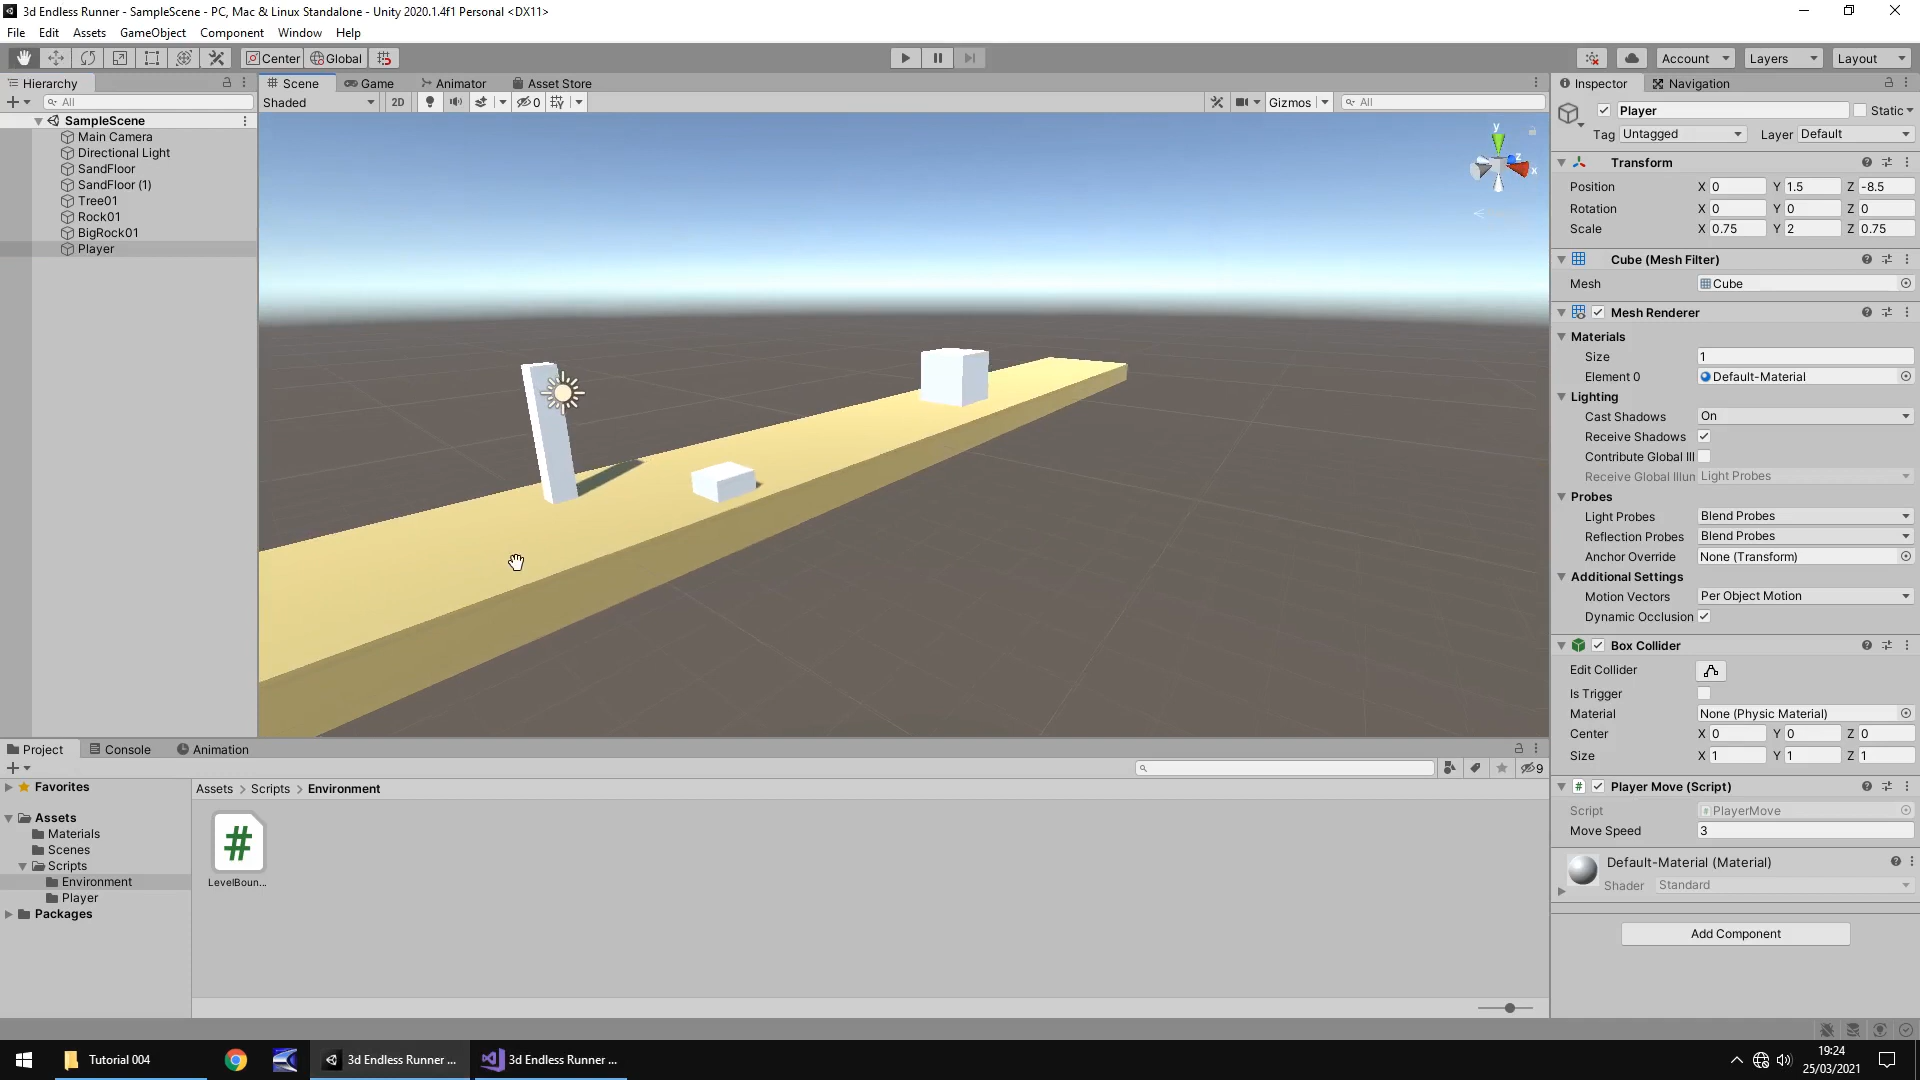 3d Endless Runner - SampleScene - PC, Mac & Linux Standalone - Unity 2020.1.4f1 Personal <DX11>
File Edit Assets GameObject Component Window Help
Center Global Account Layers Layout
Hierarchy
All
SampleScene
Main Camera
Directional Light
SandFloor
SandFloor (1)
Tree01
Rock01
BigRock01
Player
Scene Game Animator Asset Store
Shaded 2D 0 Gizmos All
y
z
x
Inspector Navigation
Player Static
Tag Untagged Layer Default
Transform
Position X 0 Y 1.5 Z -8.5
Rotation X 0 Y 0 Z 0
Scale X 0.75 Y 2 Z 0.75
Cube (Mesh Filter)
Mesh Cube
Mesh Renderer
Materials
Size 1
Element 0 Default-Material
Lighting
Cast Shadows On
Receive Shadows
Contribute Global Ill
Receive Global Illun Light Probes
Probes
Light Probes Blend Probes
Reflection Probes Blend Probes
Anchor Override None (Transform)
Additional Settings
Motion Vectors Per Object Motion
Dynamic Occlusion
Box Collider
Edit Collider
Is Trigger
Material None (Physic Material)
Center X 0 Y 0 Z 0
Size X 1 Y 1 Z 1
# Player Move (Script)
Script PlayerMove
Move Speed 3
Default-Material (Material)
Shader Standard
Add Component
Project Console Animation
9
Favorites
Assets
Materials
Scenes
Scripts
Environment
Player
Packages
Assets > Scripts > Environment
#
LevelBoun...
Tutorial 004
3d Endless Runner ...
3d Endless Runner ...
19:24
25/03/2021